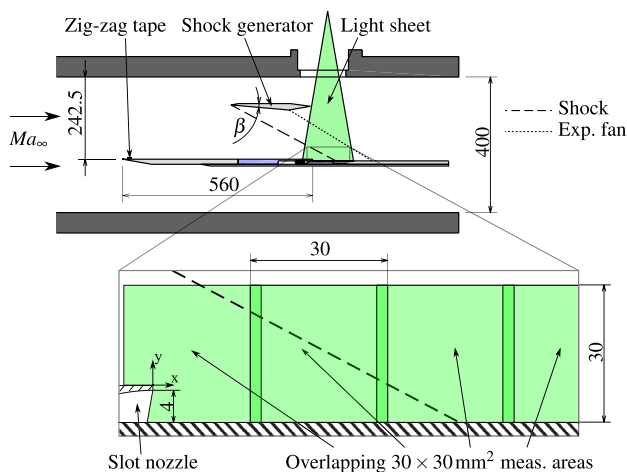 Zig-zag tape
Shock generator
Light sheet
242.5
Ma∞
β
Shock
Exp. fan
400
560
30
30
y
x
4
Slot nozzle
Overlapping 30 × 30 mm² meas. areas